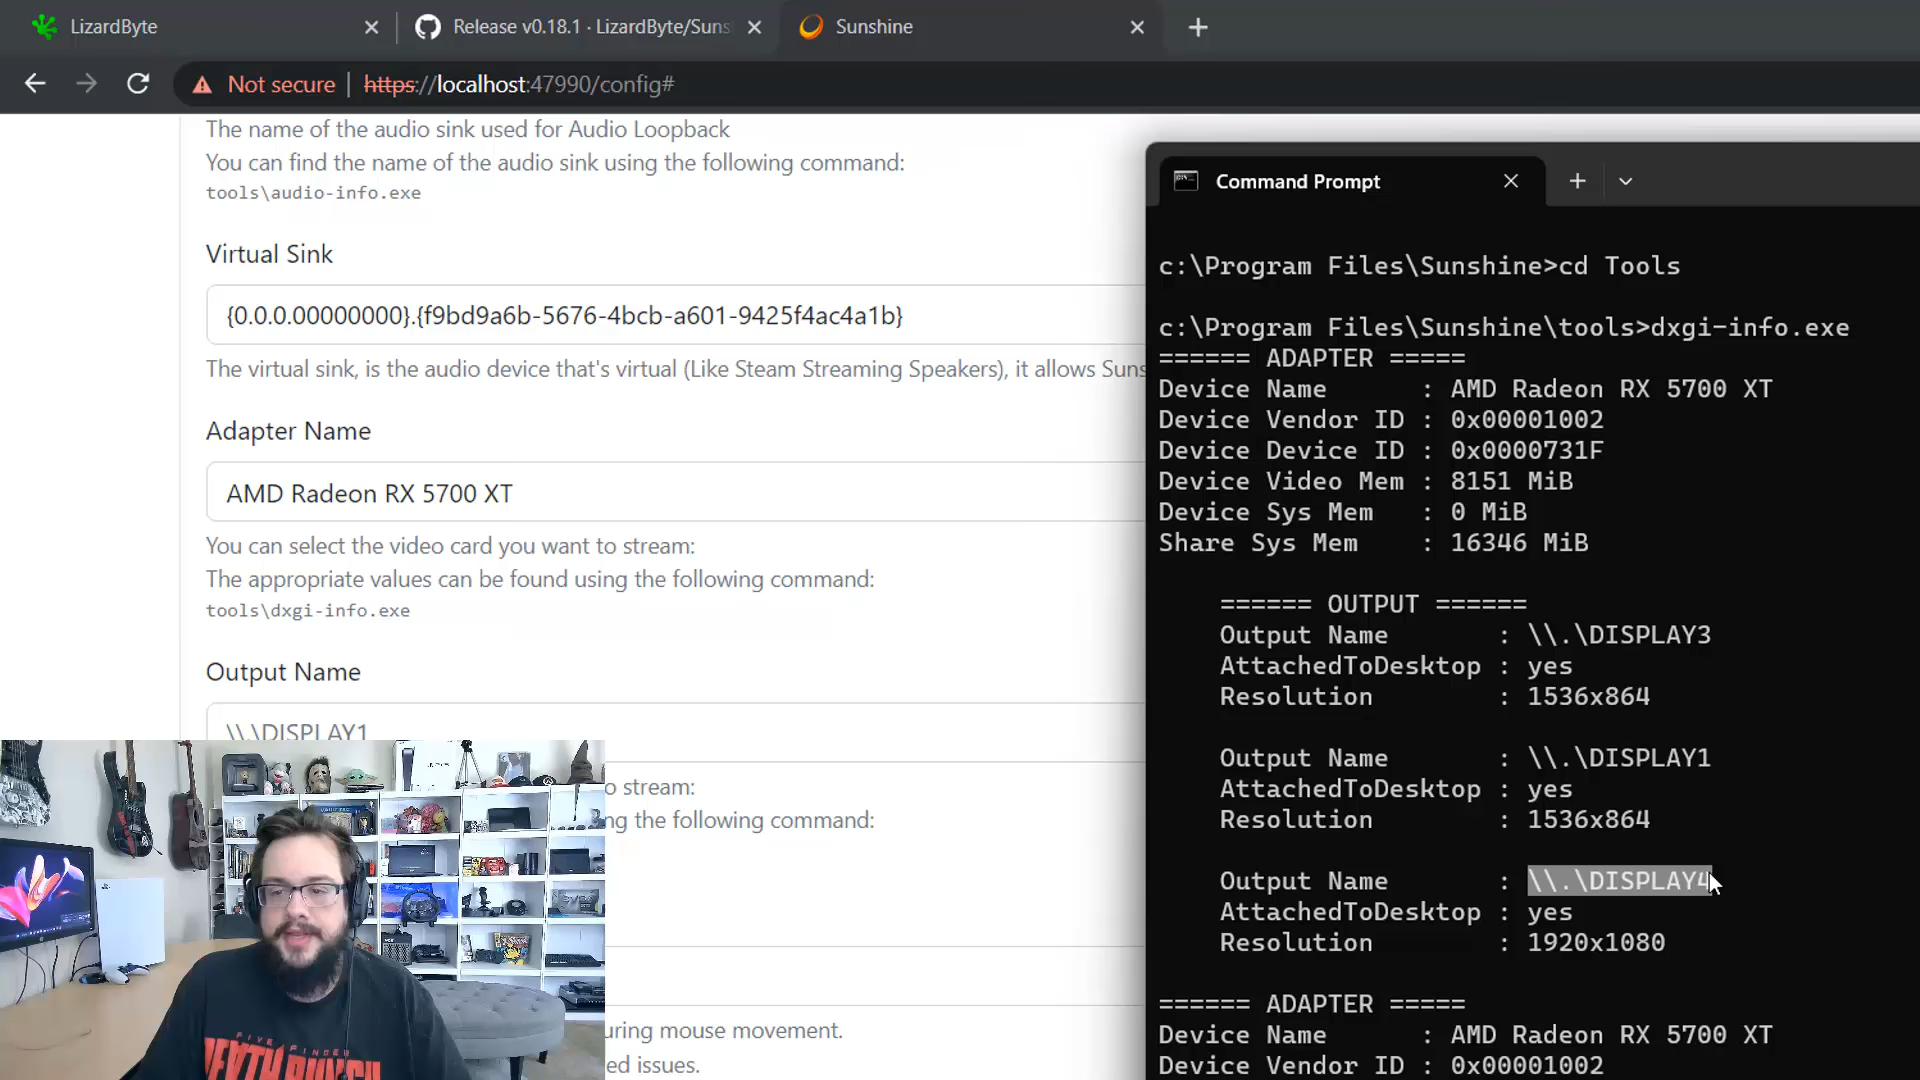 LizardByte
Release v0.18.1 · LizardByte/Suns
Sunshine
Not secure
https://localhost:47990/config#
The name of the audio sink used for Audio Loopback
You can find the name of the audio sink using the following command:
tools\audio-info.exe
Virtual Sink
{0.0.0.00000000}.{f9bd9a6b-5676-4bcb-a601-9425f4ac4a1b}
The virtual sink, is the audio device that's virtual (Like Steam Streaming Speakers), it allows Suns
Adapter Name
AMD Radeon RX 5700 XT
You can select the video card you want to stream:
The appropriate values can be found using the following command:
tools\dxgi-info.exe
Output Name
\\.\DISPLAY1
o stream:
ng the following command:
uring mouse movement.
ed issues.
Command Prompt
c:\Program Files\Sunshine>cd Tools
c:\Program Files\Sunshine\tools>dxgi-info.exe
====== ADAPTER =====
Device Name : AMD Radeon RX 5700 XT
Device Vendor ID : 0x00001002
Device Device ID : 0x0000731F
Device Video Mem : 8151 MiB
Device Sys Mem : 0 MiB
Share Sys Mem : 16346 MiB
====== OUTPUT ======
Output Name : \\.\DISPLAY3
AttachedToDesktop : yes
Resolution : 1536x864
Output Name : \\.\DISPLAY1
AttachedToDesktop : yes
Resolution : 1536x864
Output Name : \\.\DISPLAY4
AttachedToDesktop : yes
Resolution : 1920x1080
====== ADAPTER =====
Device Name : AMD Radeon RX 5700 XT
Device Vendor ID : 0x00001002
FIVE FINGER
DEATH PUNCH